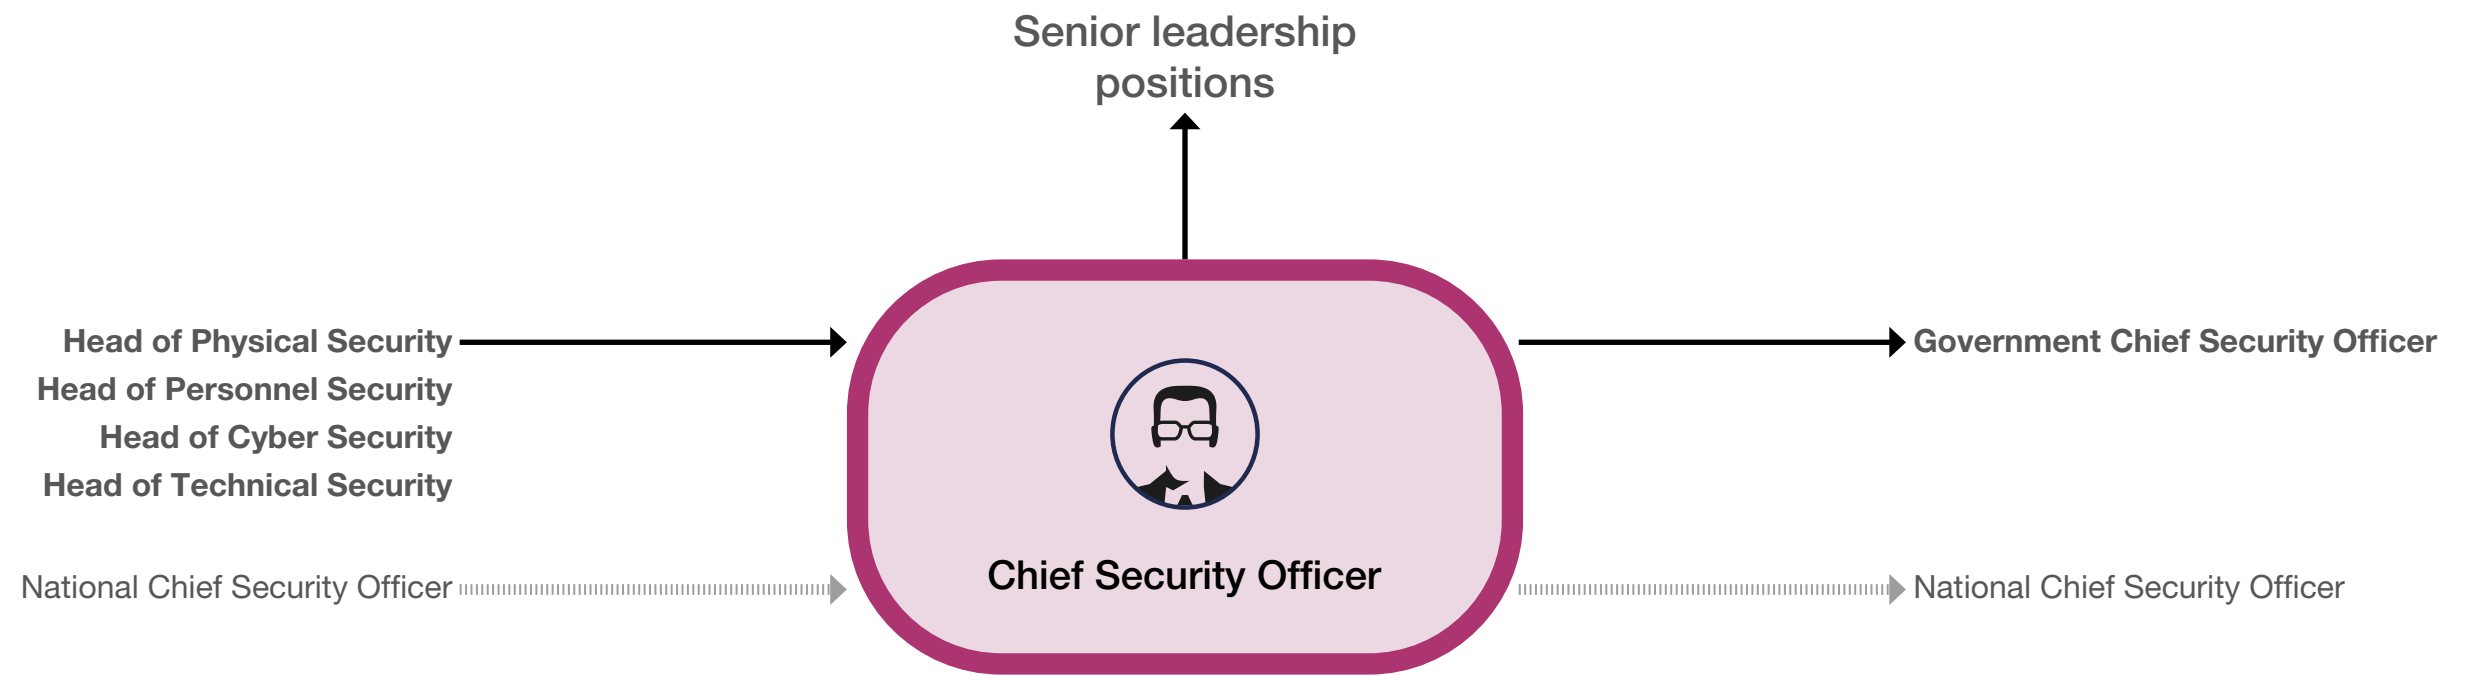 Senior leadership
positions
Head of Physical Security
Head of Personnel Security
Head of Cyber Security
Head of Technical Security
National Chief Security Officer
Chief Security Officer
Government Chief Security Officer
National Chief Security Officer